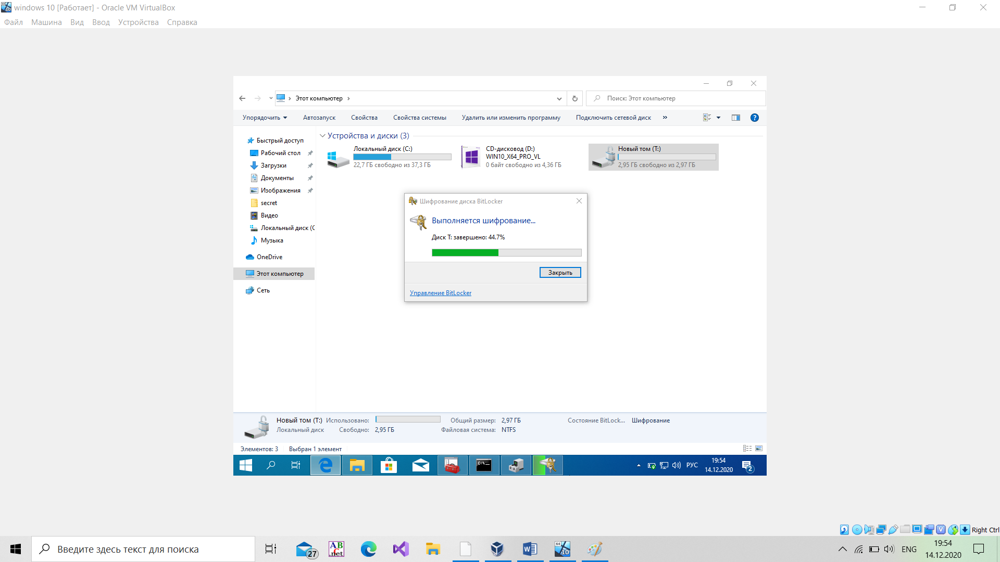 windows 10 [Работает] - Oracle VM VirtualBox
Файл Машина Вид Ввод Устройства Справка
Этот компьютер
Поиск: Этот компьютер
Упорядочить Автозапуск Свойства Свойства системы Удалить или изменить программу Подключить сетевой диск »
Быстрый доступ
Рабочий стол
Загрузки
Документы
Изображения
secret
Видео
Локальный диск (C
Музыка
OneDrive
Этот компьютер
Сеть
Устройства и диски (3)
Локальный диск (C:)
22,7 ГБ свободно из 37,3 ГБ
CD-дисковод (D:)
WIN10_X64_PRO_VL
0 байт свободно из 4,36 ГБ
Новый том (T:)
2,95 ГБ свободно из 2,97 ГБ
Шифрование диска BitLocker
Выполняется шифрование...
Диск T: завершено: 44.7%
Закрыть
Управление BitLocker
Новый том (T:) Использовано: Общий размер: 2,97 ГБ Состояние BitLock... Шифрование
Локальный диск Свободно: 2,95 ГБ Файловая система: NTFS
Элементов: 3 Выбран 1 элемент
C:\
РУС
19:54
14.12.2020
2
Right Ctrl
Введите здесь текст для поиска
27
AB
.net
64
10
ENG
19:54
14.12.2020